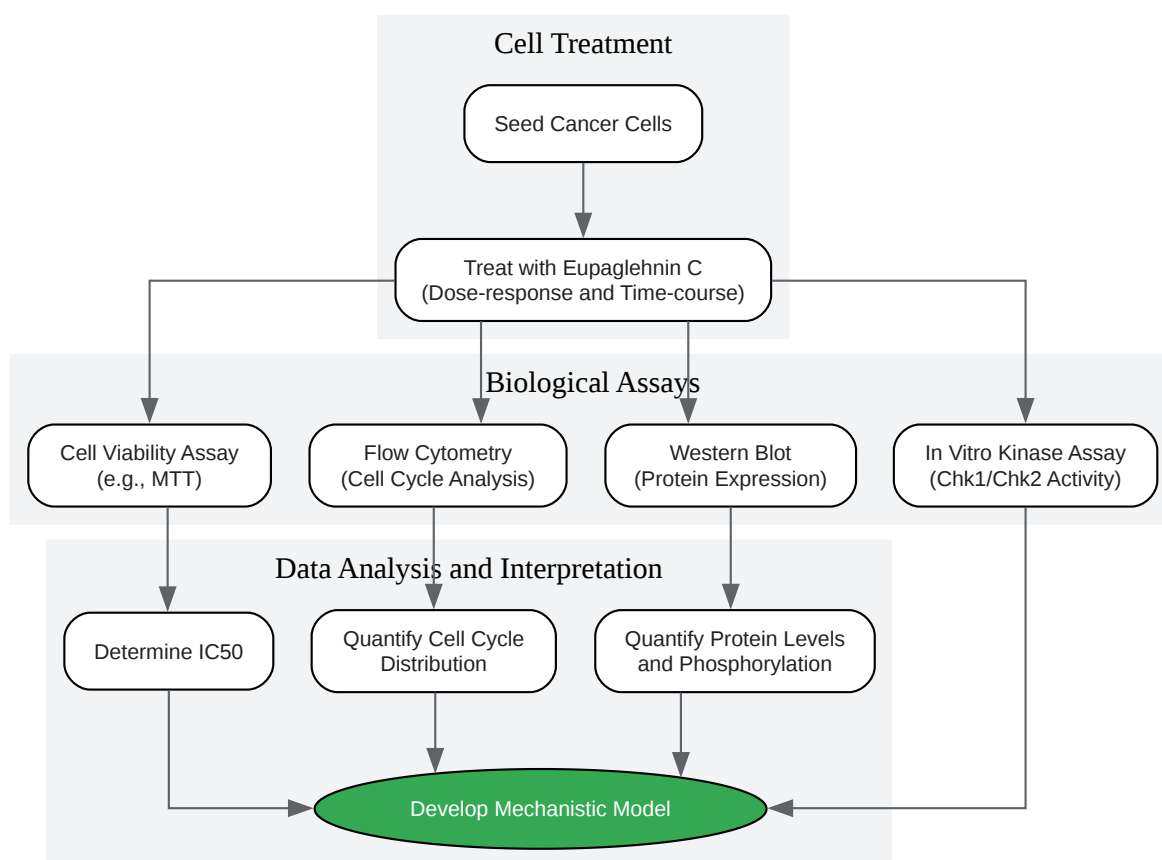 Cell Treatment
Seed Cancer Cells
Treat with Eupaglehnin C
(Dose-response and Time-course)
Biological Assays
Cell Viability Assay
(e.g., MTT)
Flow Cytometry
(Cell Cycle Analysis)
Western Blot
(Protein Expression)
In Vitro Kinase Assay
(Chk1/Chk2 Activity)
Data Analysis and Interpretation
Determine IC50
Quantify Cell Cycle
Distribution
Quantify Protein Levels
and Phosphorylation
Develop Mechanistic Model